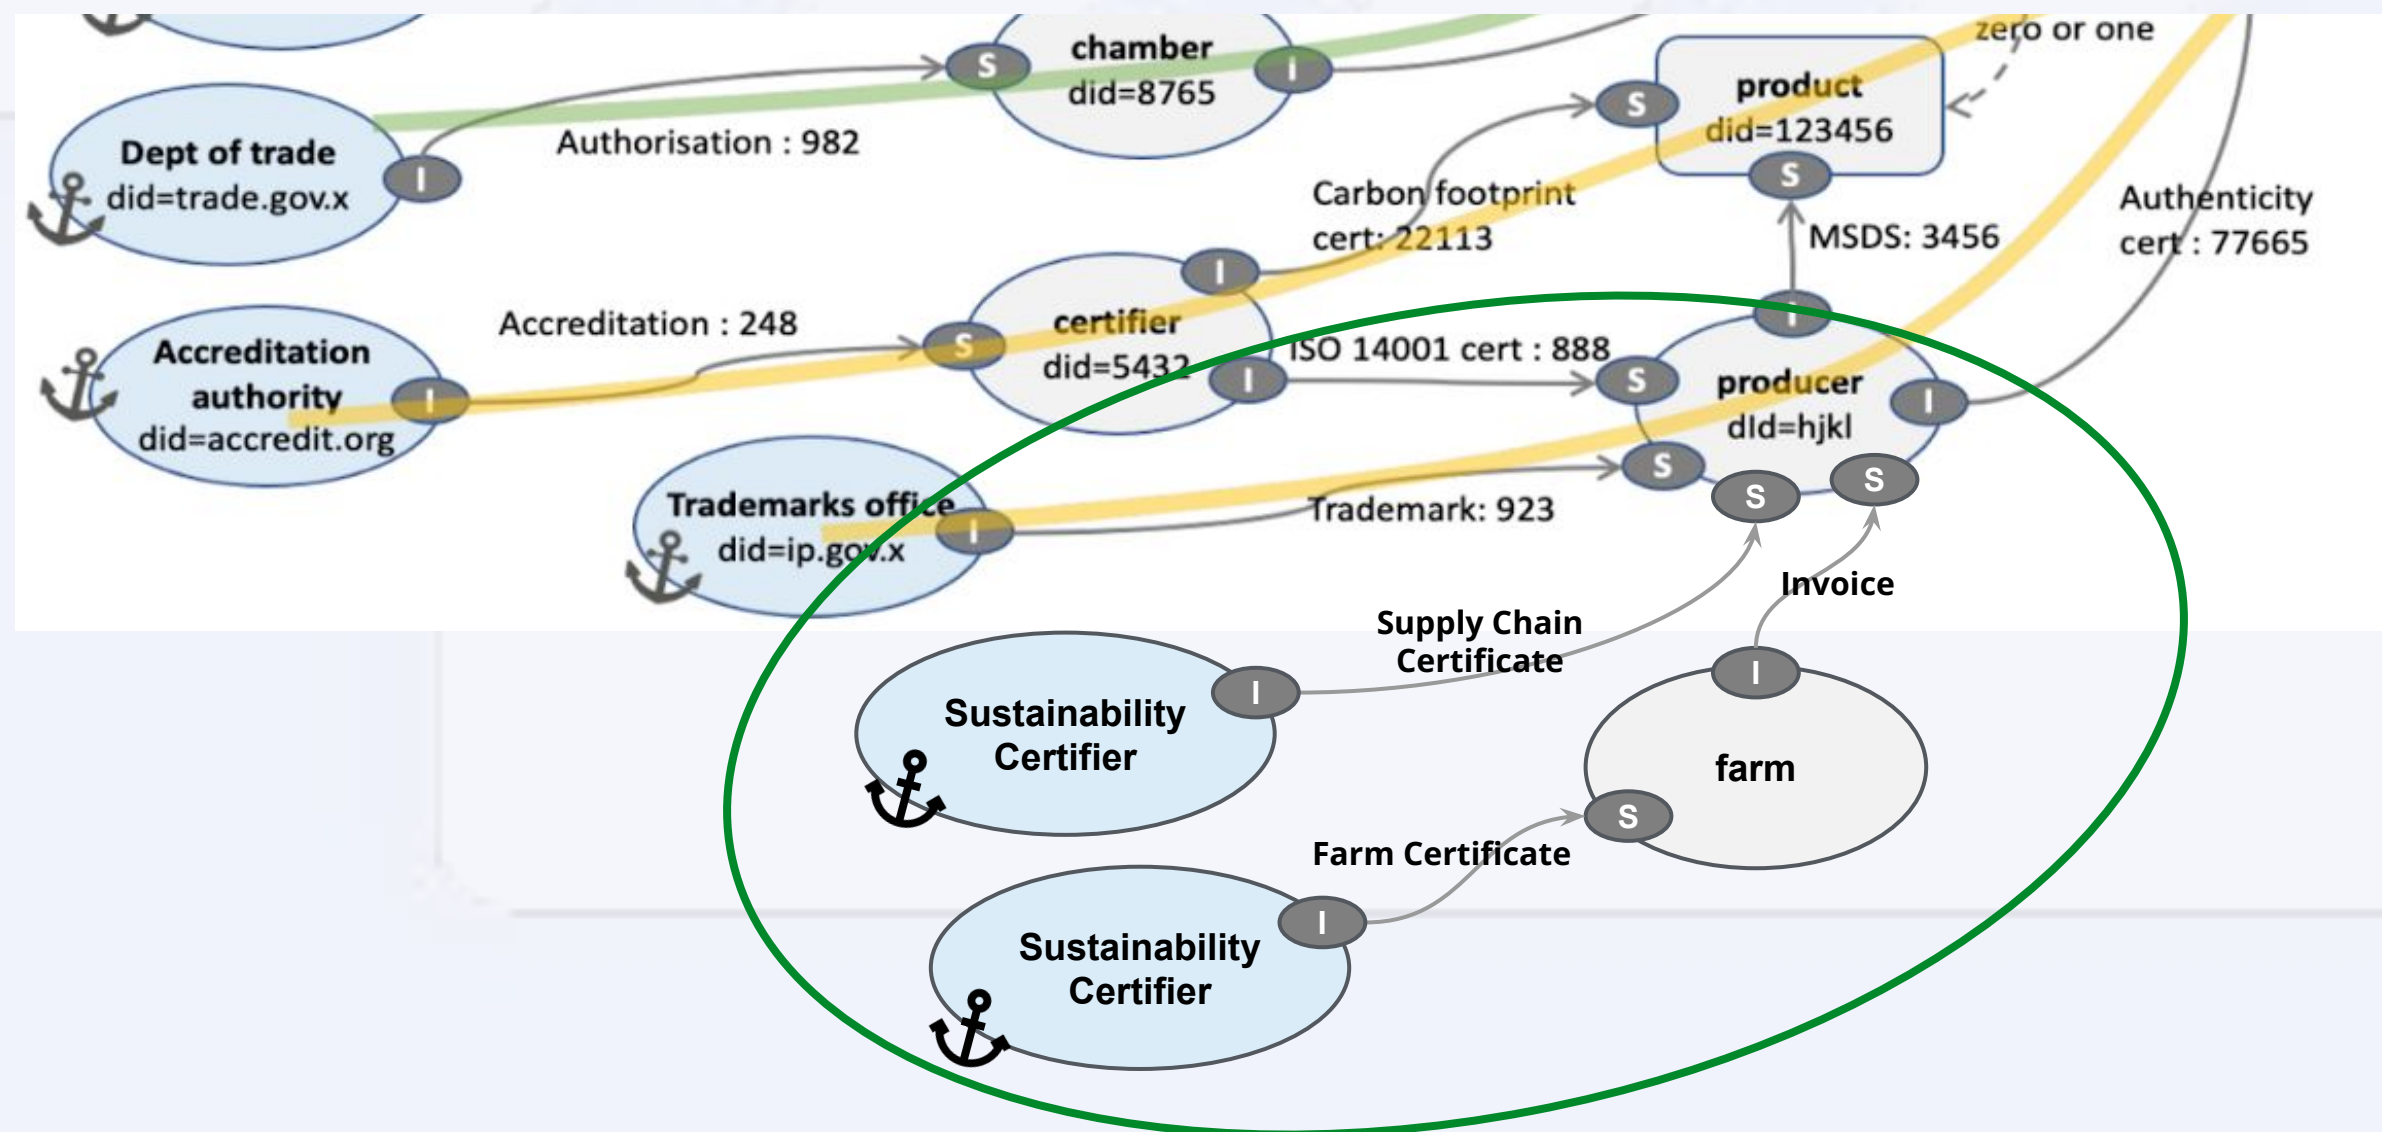 zero or one
chamber
did=8765
S
i
product
did=123456
S
S
Authorisation : 982
Dept of trade
did=trade.gov.x
I
Carbon footprint
cert: 22113
MSDS: 3456
Authenticity
cert : 77665
Accreditation : 248
certifier
did=5432
S
I
I
Accreditation
authority
did=accredit.org
I
ISO 14001 cert : 888
producer
dId=hjkl
S
S
I
I
S
S
Trademarks office
did=ip.gov.x
I
Trademark: 923
Invoice
Supply Chain
Certificate
Sustainability
Certifier
I
farm
I
S
Farm Certificate
Sustainability
Certifier
I